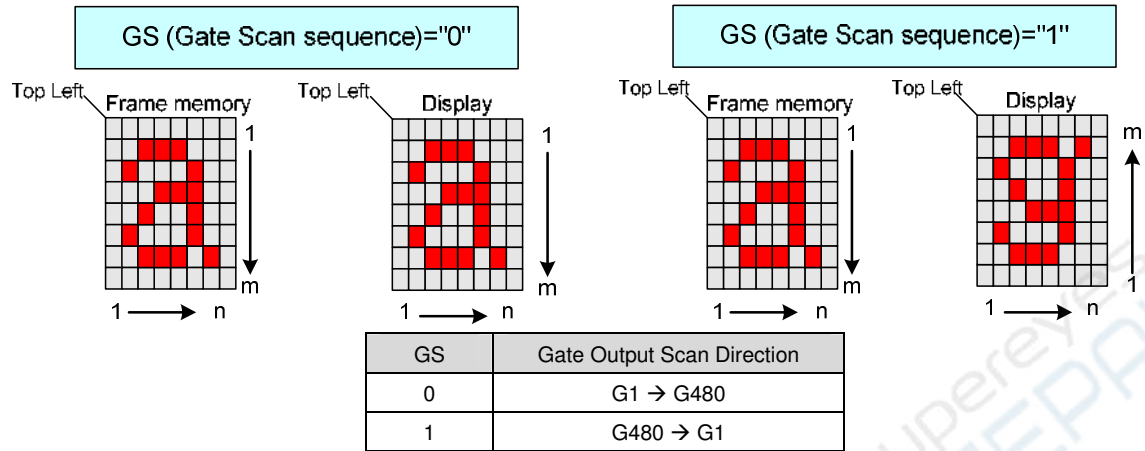 GS (Gate Scan sequence)="0"
GS (Gate Scan sequence)="1"
Top Left
Frame memory
1
m
1 → n
Top Left
Display
1
m
1 → n
Top Left
Frame memory
1
m
1 → n
Top Left
Display
m
1
1 → n
GS Gate Output Scan Direction
0 G1 → G480
1 G480 → G1